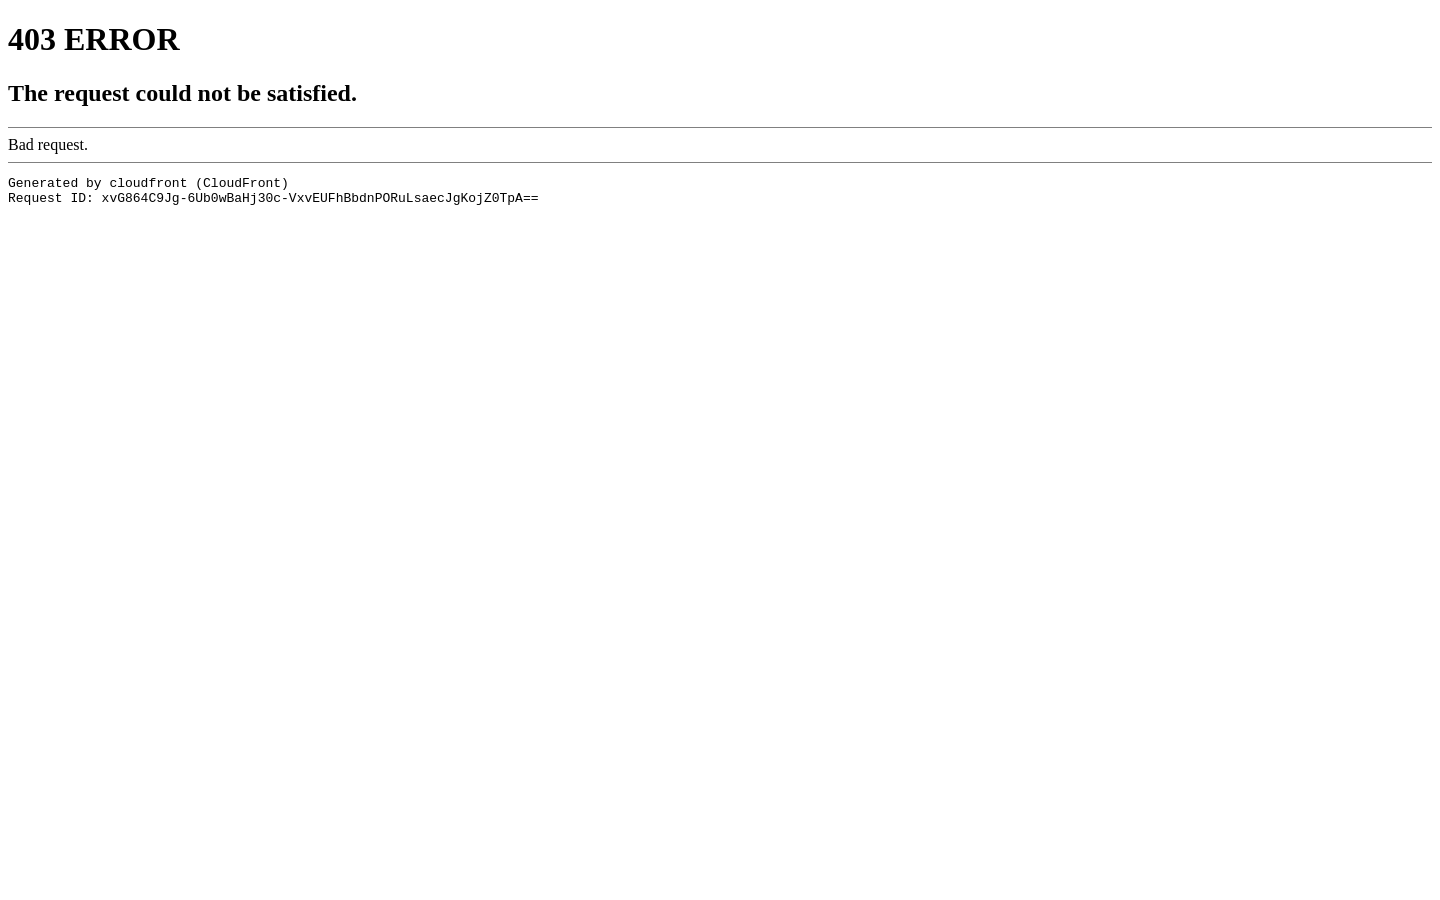 403 ERROR
The request could not be satisfied.
Bad request.
Generated by cloudfront (CloudFront)
Request ID: xvG864C9Jg-6Ub0wBaHj30c-VxvEUFhBbdnPORuLsaecJgKojZ0TpA==